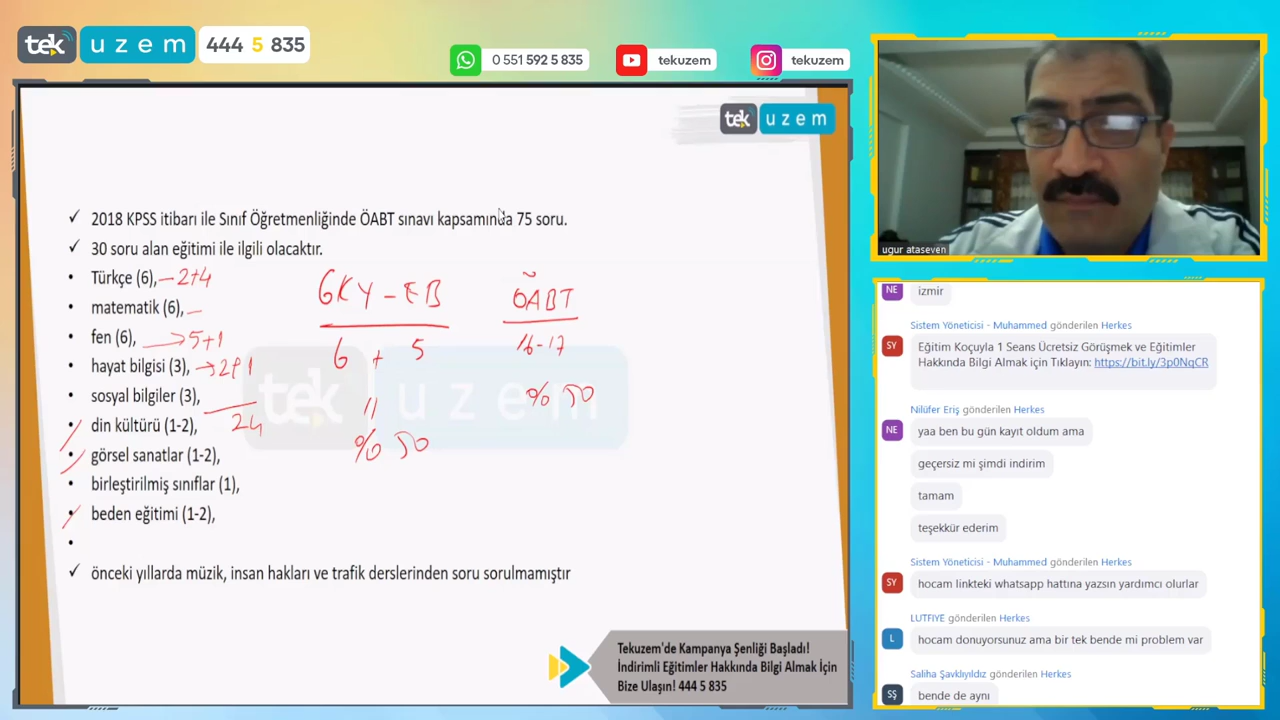 tek uzem 444 5 835
0 551 592 5 835
tekuzem
tekuzem
tek uzem
2018 KPSS itibarı ile Sınıf Öğretmenliğinde ÖABT sınavı kapsamında 75 soru.
30 soru alan eğitimi ile ilgili olacaktır.
Türkçe (6), - 2+4
matematik (6), -
fen (6), → 5+1
hayat bilgisi (3), → 2+1
sosyal bilgiler (3),
24
din kültürü (1-2),
görsel sanatlar (1-2),
birleştirilmiş sınıflar (1),
beden eğitimi (1-2),
önceki yıllarda müzik, insan hakları ve trafik derslerinden soru sorulmamıştır
GKY - EB
6 + 5
%50
ÖABT
16-17
%50
tek uzem
Tekuzem'de Kampanya Şenliği Başladı!
İndirimli Eğitimler Hakkında Bilgi Almak İçin
Bize Ulaşın! 444 5 835
ugur ataseven
NE
izmir
Sistem Yöneticisi - Muhammed gönderilen Herkes
SY
Eğitim Koçuyla 1 Seans Ücretsiz Görüşmek ve Eğitimler
Hakkında Bilgi Almak için Tıklayın: https://bit.ly/3p0NqCR
Nilüfer Eriş gönderilen Herkes
NE
yaa ben bu gün kayıt oldum ama
geçersiz mi şimdi indirim
tamam
teşekkür ederim
Sistem Yöneticisi - Muhammed gönderilen Herkes
SY
hocam linkteki whatsapp hattına yazsın yardımcı olurlar
LUTFIYE gönderilen Herkes
L
hocam donuyorsunuz ama bir tek bende mi problem var
Saliha Şavklıyıldız gönderilen Herkes
SŞ
bende de aynı